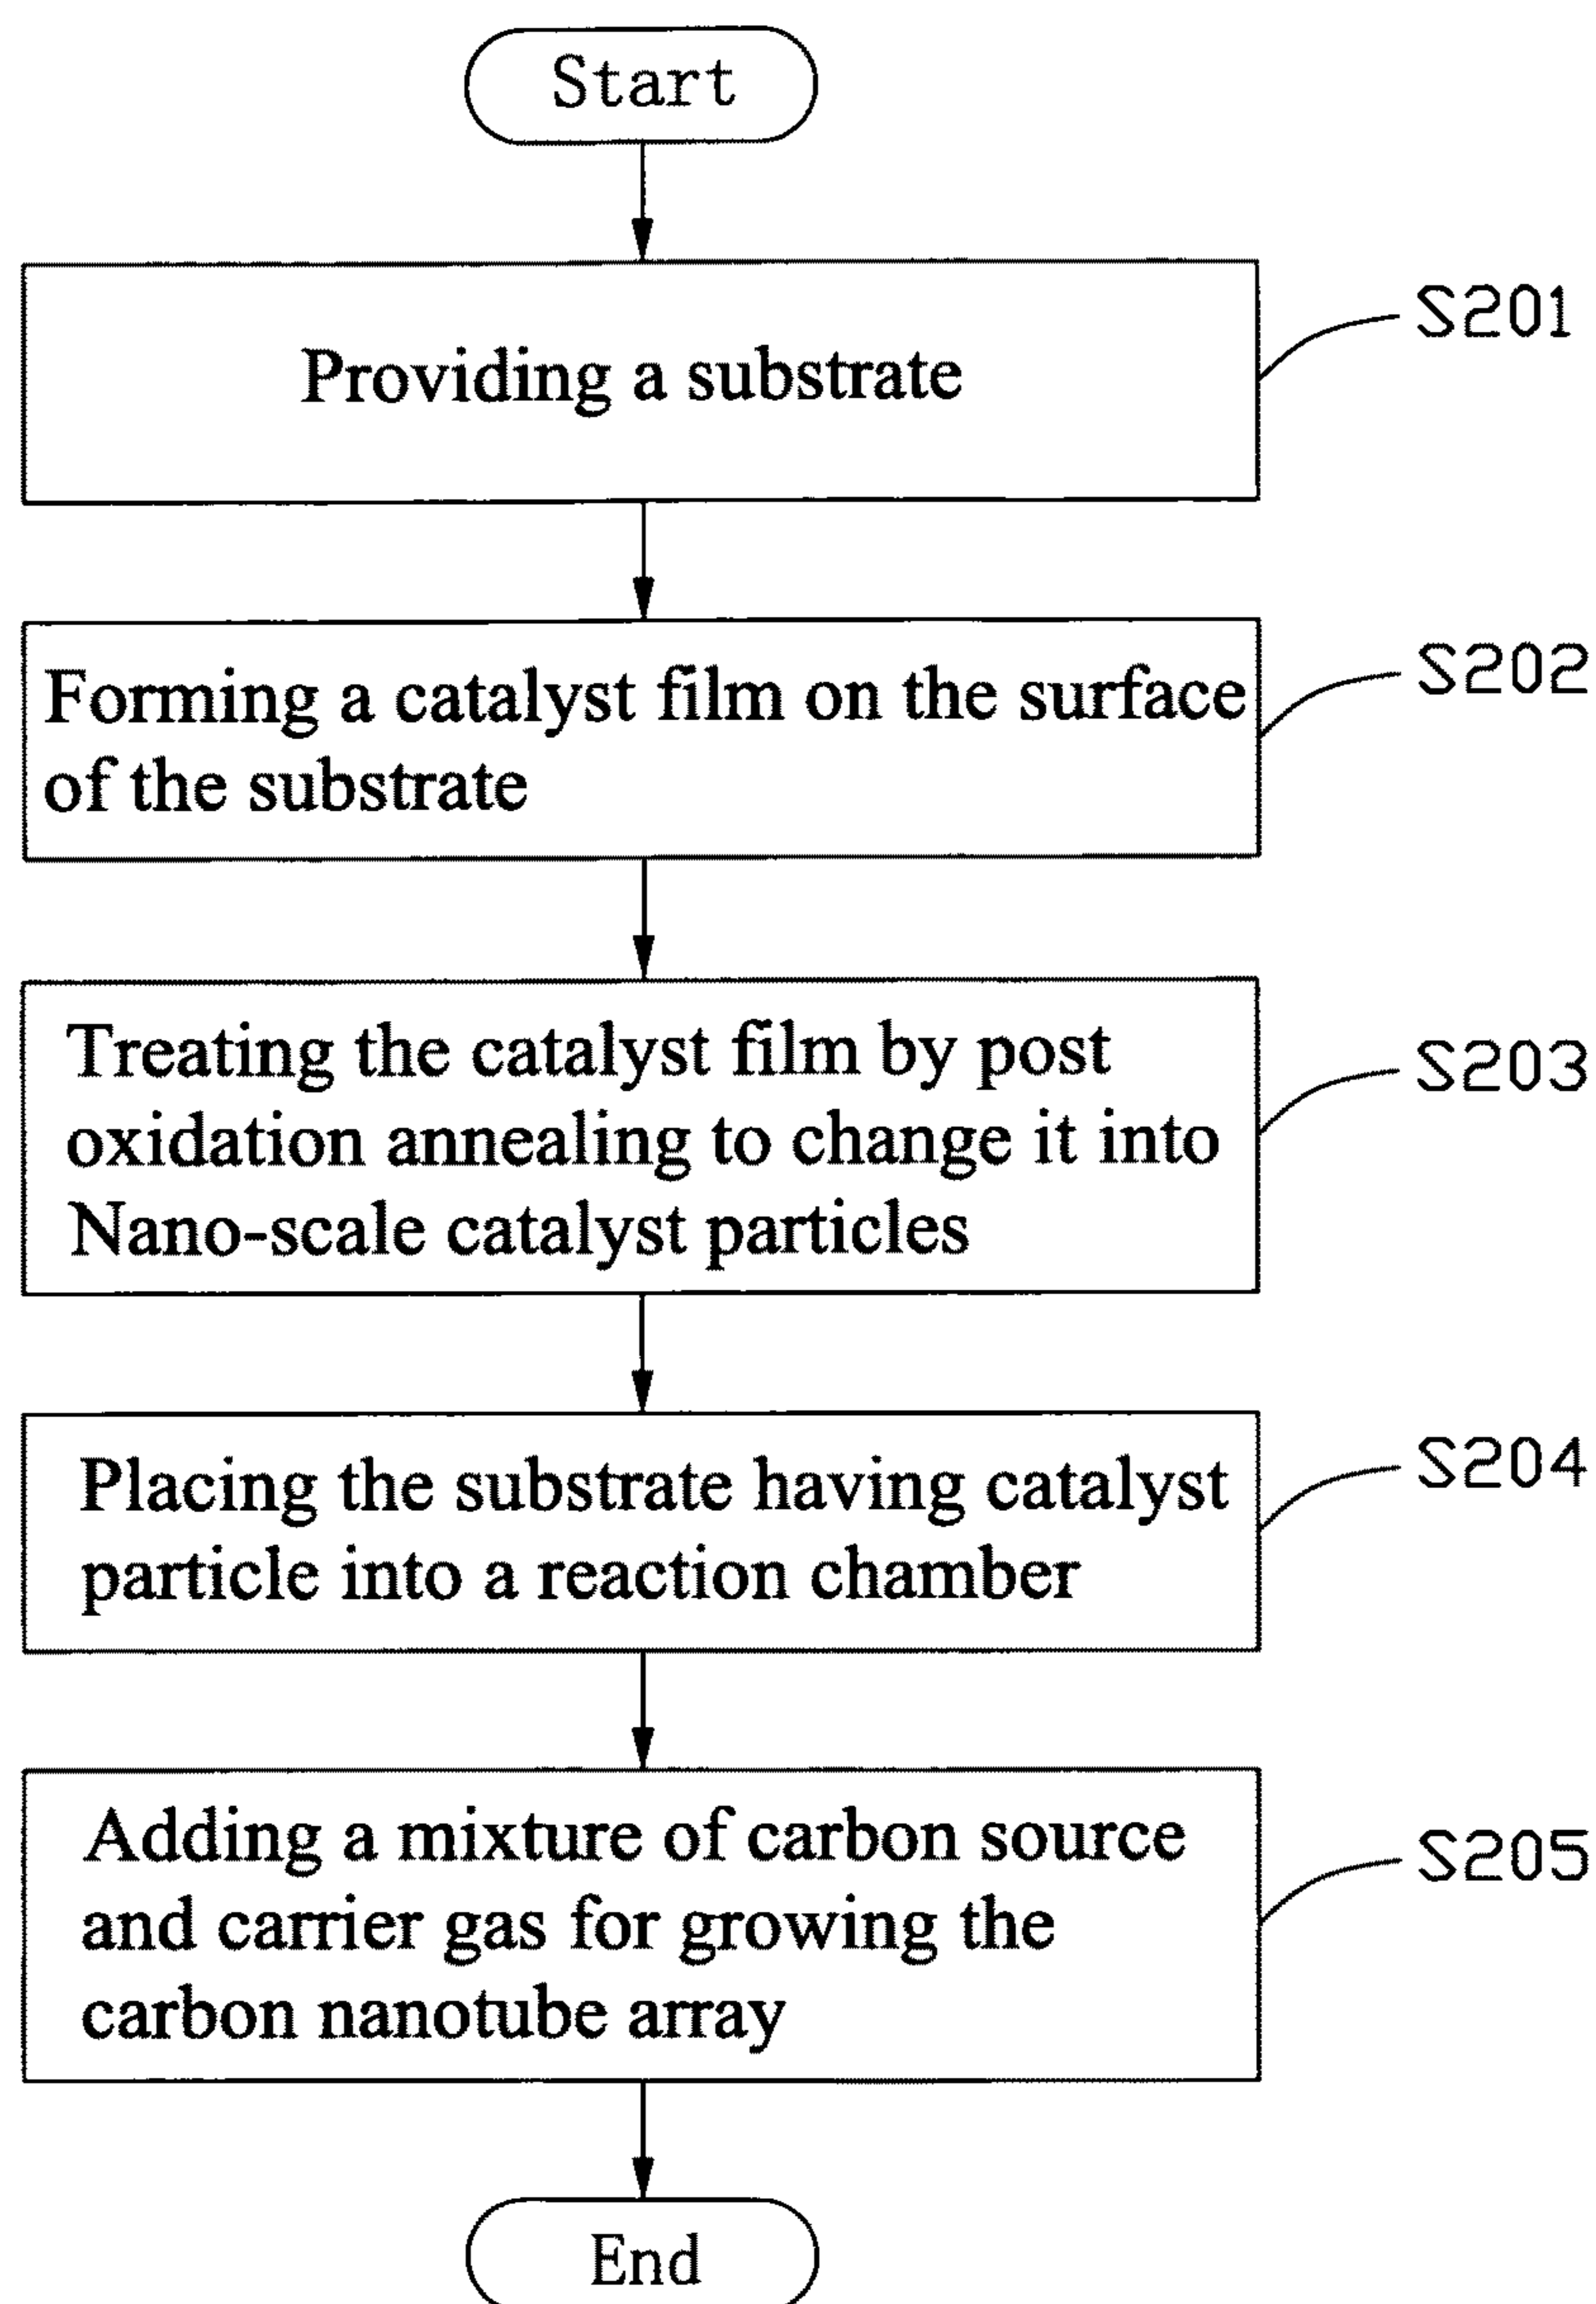 Start
Providing a substrate
S201
Forming a catalyst film on the surface
of the substrate
S202
Treating the catalyst film by post
oxidation annealing to change it into
Nano-scale catalyst particles
S203
Placing the substrate having catalyst
particle into a reaction chamber
S204
Adding a mixture of carbon source
and carrier gas for growing the
carbon nanotube array
S205
End